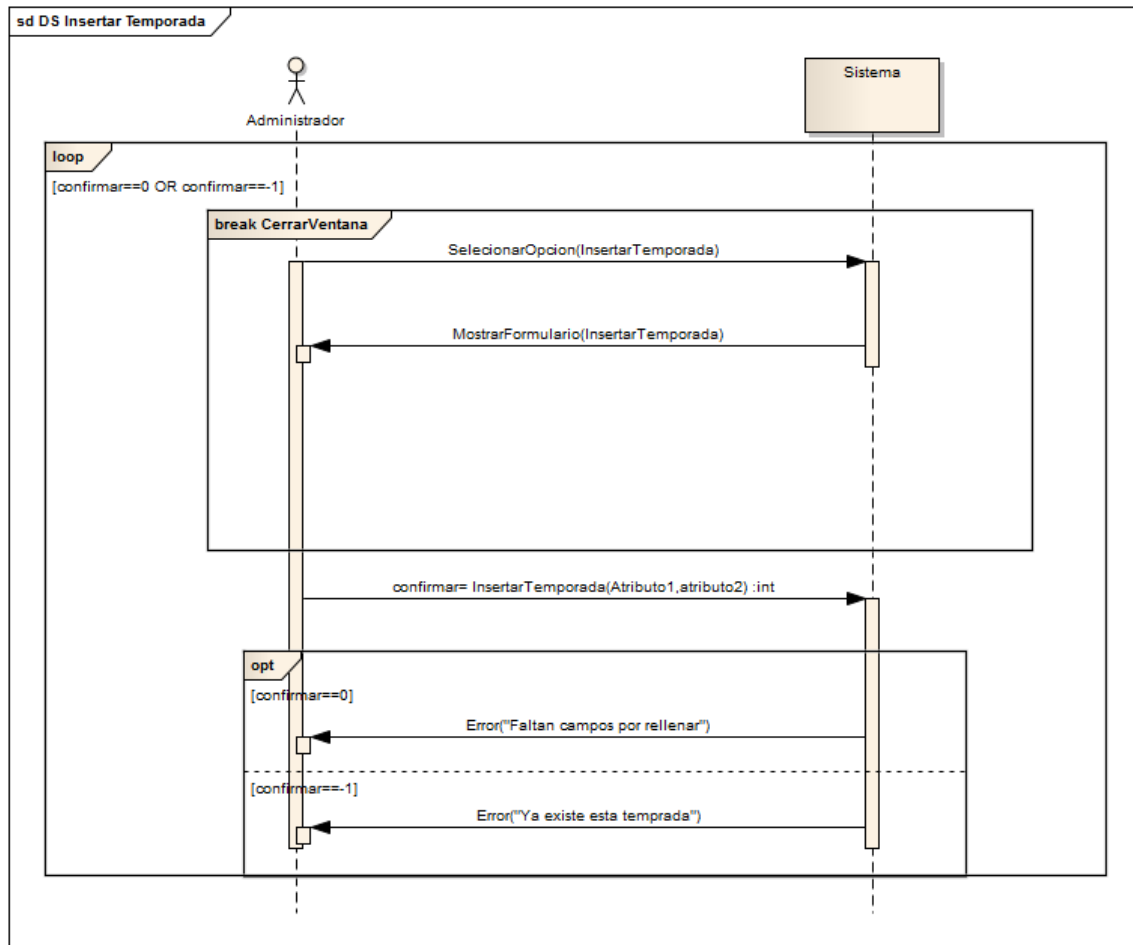 sd DS Insertar Temporada
Administrador
Sistema
loop
[confirmar==0 OR confirmar==-1]
break CerrarVentana
SelecionarOpcion(InsertarTemporada)
MostrarFormulario(InsertarTemporada)
confirmar= InsertarTemporada(Atributo1,atributo2) :int
opt
[confirmar==0]
Error("Faltan campos por rellenar")
[confirmar==-1]
Error("Ya existe esta temprada")